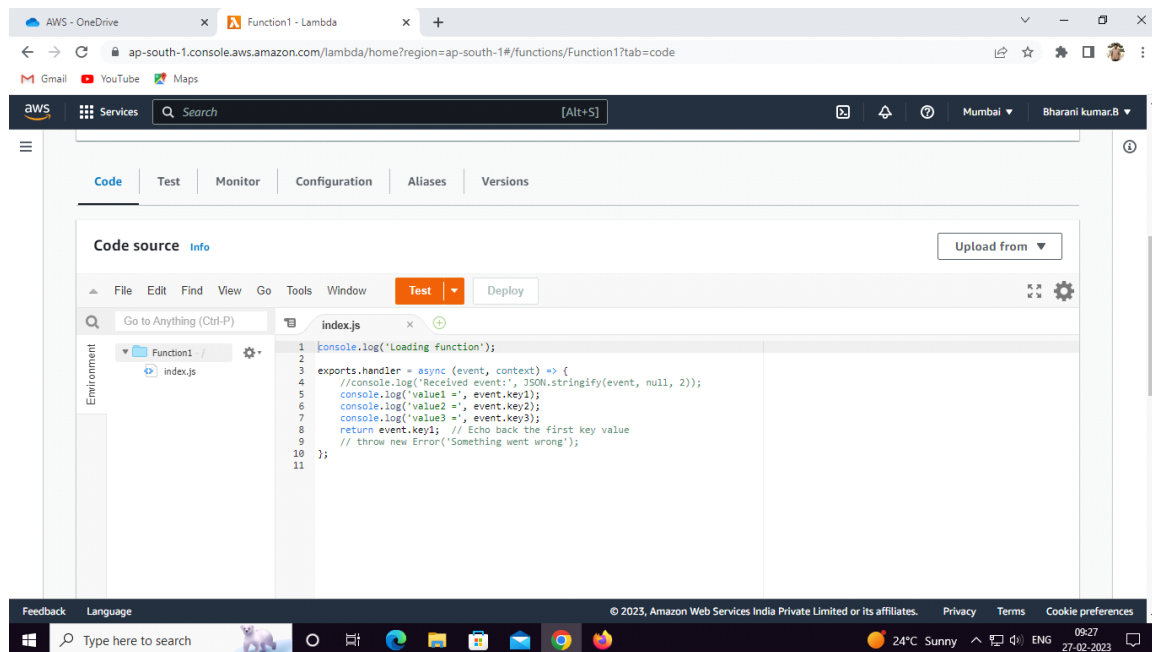 AWS - OneDrive
Function1 - Lambda
ap-south-1.console.aws.amazon.com/lambda/home?region=ap-south-1#/functions/Function1?tab=code
Gmail YouTube Maps
aws Services Search [Alt+S] Mumbai ▼ Bharani kumar.B ▼
Code Test Monitor Configuration Aliases Versions
Code source Info Upload from ▼
File Edit Find View Go Tools Window Test Deploy
Go to Anything (Ctrl-P) index.js
Environment
Function1 - /
index.js
1 console.log('Loading function');
2
3 exports.handler = async (event, context) => {
4 //console.log('Received event:', JSON.stringify(event, null, 2));
5 console.log('value1 =', event.key1);
6 console.log('value2 =', event.key2);
7 console.log('value3 =', event.key3);
8 return event.key1; // Echo back the first key value
9 // throw new Error('Something went wrong');
10 };
11
Feedback Language © 2023, Amazon Web Services India Private Limited or its affiliates. Privacy Terms Cookie preferences
Type here to search 24°C Sunny ENG 09:27
27-02-2023